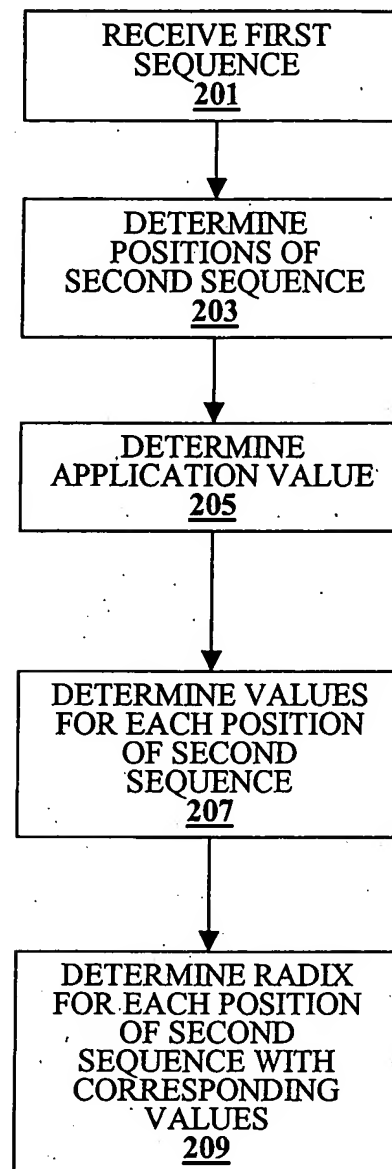 RECEIVE FIRST
SEQUENCE
201
DETERMINE
POSITIONS OF
SECOND SEQUENCE
203
DETERMINE
APPLICATION VALUE
205
DETERMINE VALUES
FOR EACH POSITION
OF SECOND
SEQUENCE
207
DETERMINE RADIX
FOR EACH POSITION
OF SECOND
SEQUENCE WITH
CORRESPONDING
VALUES
209